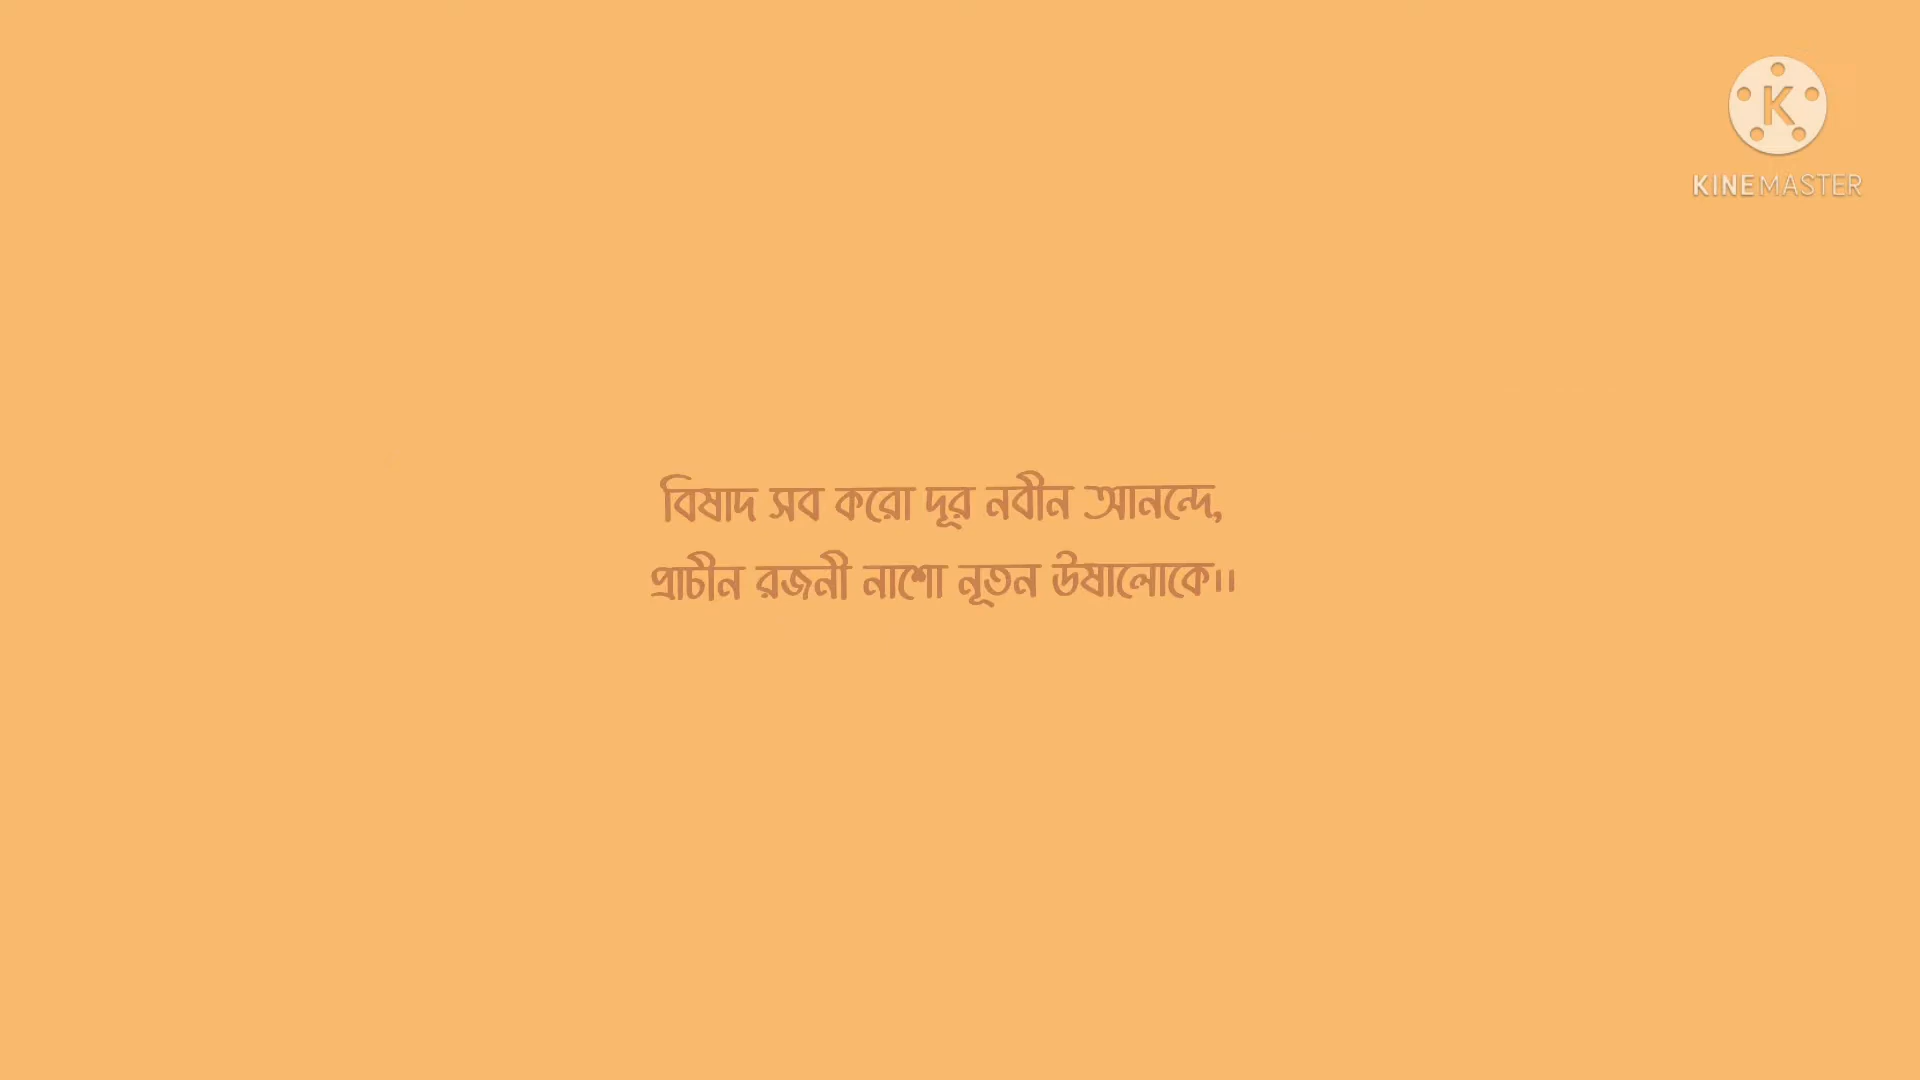 KINEMASTER
বিষাদ সব করো দূর নবীন আনন্দে,
প্রাচীন রজনী নাশো নূতন উষালোকে।।